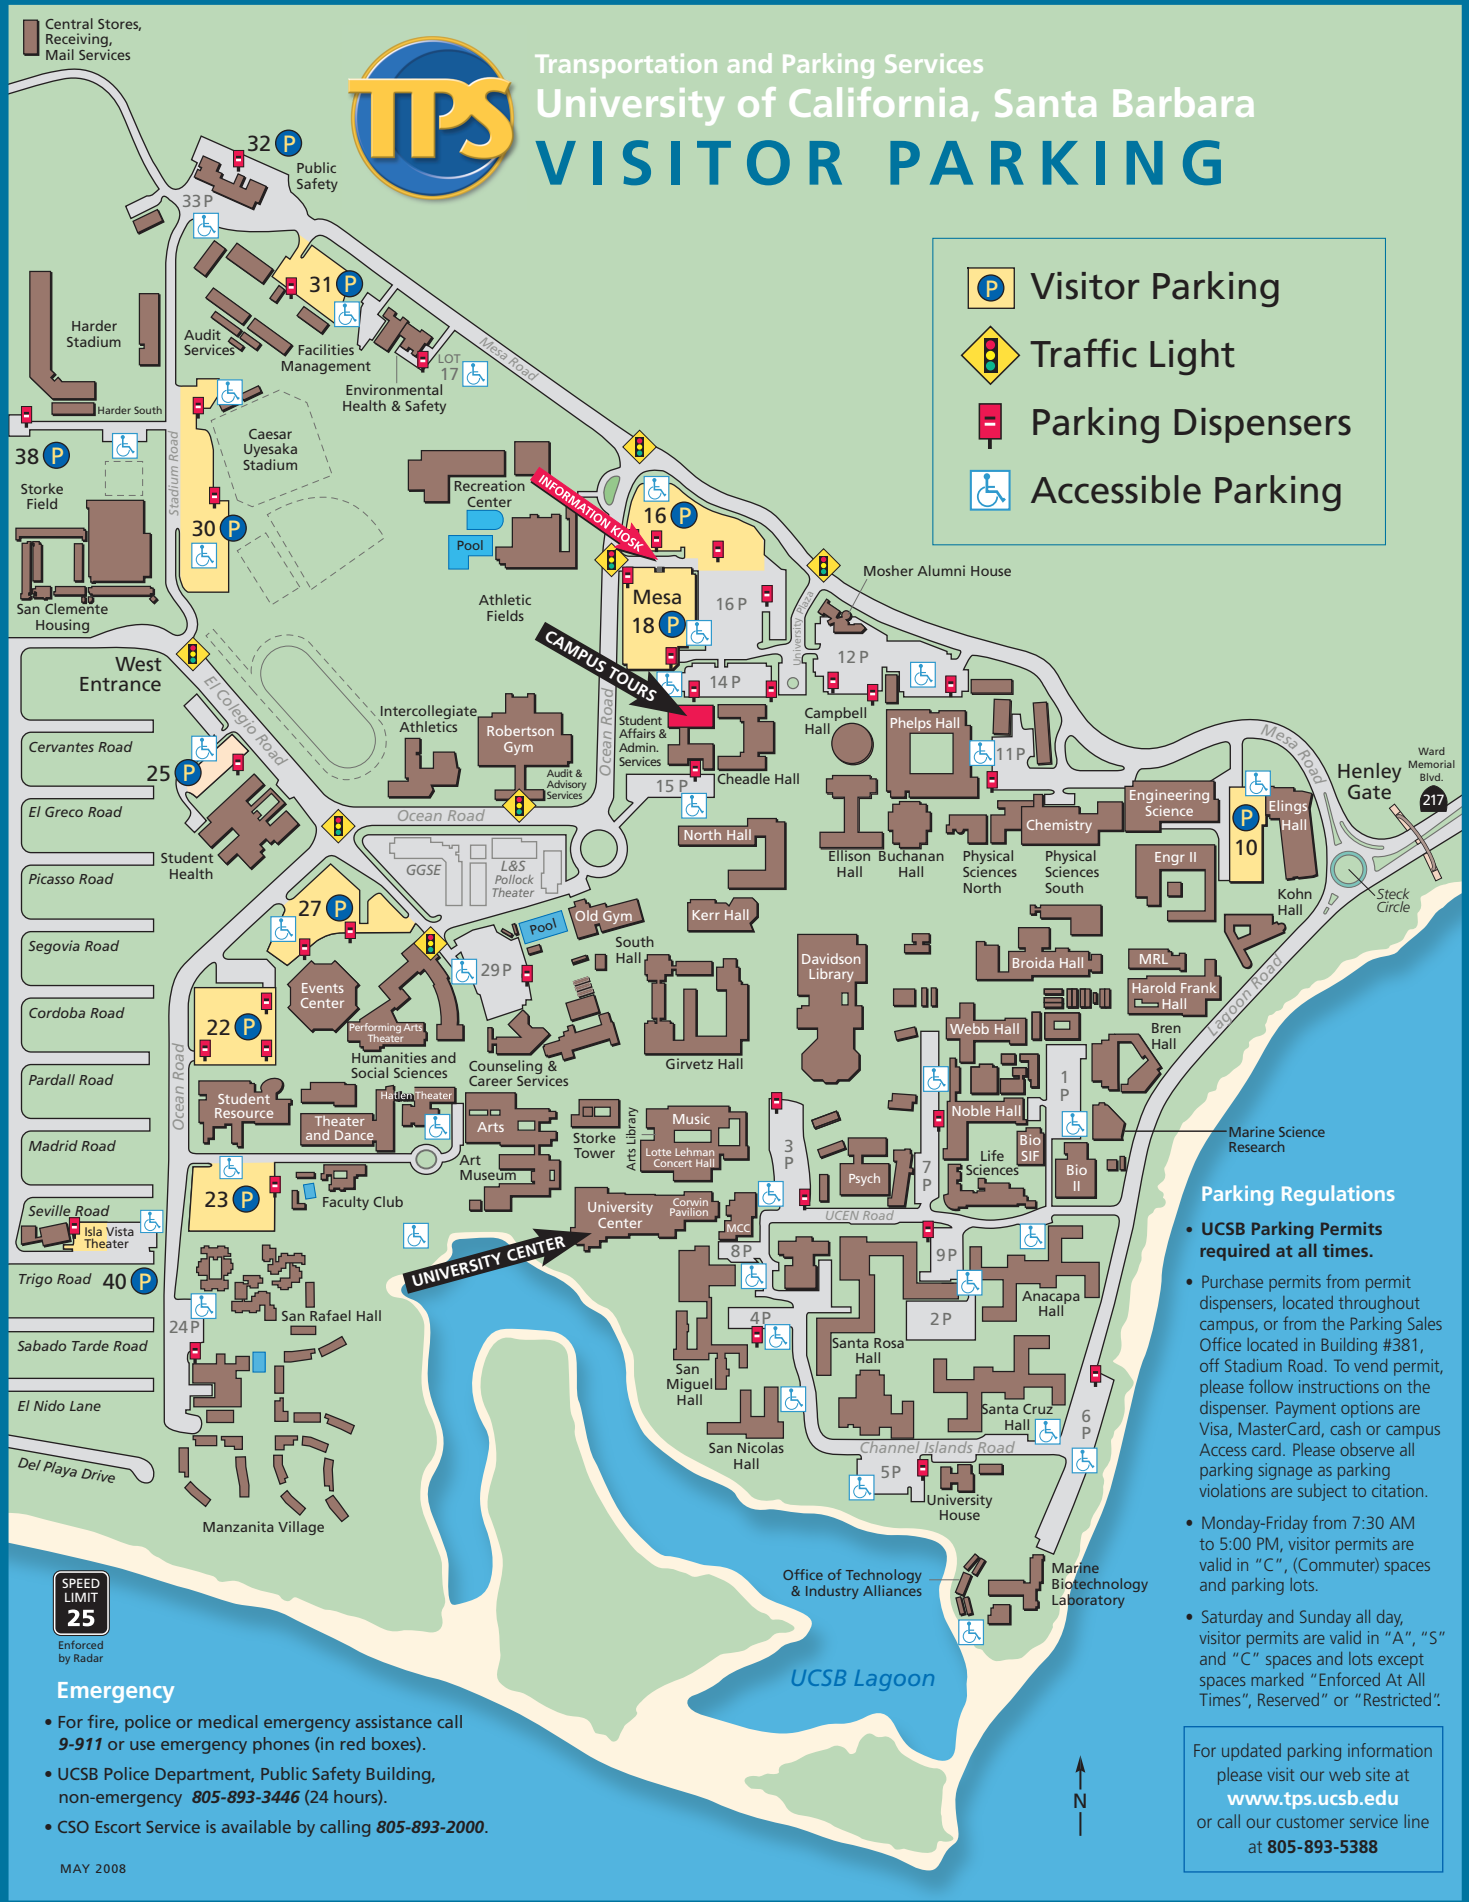 Central Stores,
Receiving,
Mail Services
TPS
Transportation and Parking Services
University of California, Santa Barbara
VISITOR PARKING
P Visitor Parking
Traffic Light
Parking Dispensers
Accessible Parking
32 P
Public
Safety
33 P
31 P
Harder
Stadium
Audit
Services
Facilities
Management
Environmental
Health & Safety
LOT
17
Mesa Road
Harder South
38 P
Storke
Field
Stadium Road
Caesar
Uyesaka
Stadium
30 P
San Clemente
Housing
Recreation
Center
Pool
INFORMATION KIOSK
16 P
Athletic
Fields
Mesa
18 P
16 P
University Plaza
Mosher Alumni House
12 P
14 P
CAMPUS TOURS
West
Entrance
El Colegio Road
Intercollegiate
Athletics
Robertson
Gym
Audit &
Advisory
Services
Ocean Road
Student
Affairs &
Admin.
Services
Cheadle Hall
15 P
Campbell
Hall
Phelps Hall
11 P
Mesa Road
Ward
Memorial
Blvd.
217
Henley
Gate
Cervantes Road
25 P
El Greco Road
Student
Health
Picasso Road
Ocean Road
GGSE
L&S
Pollock
Theater
North Hall
Ellison
Hall
Buchanan
Hall
Physical
Sciences
North
Chemistry
Physical
Sciences
South
Engineering
Science
Engr II
P
10
Elings
Hall
Kohn
Hall
Steck
Circle
27 P
Segovia Road
Pool
Old Gym
Kerr Hall
South
Hall
29 P
Events
Center
Performing Arts
Theater
Humanities and
Social Sciences
Counseling &
Career Services
Girvetz Hall
Davidson
Library
Broida Hall
MRL
Harold Frank
Hall
Lagoon Road
Cordoba Road
22 P
Pardall Road
Ocean Road
Webb Hall
Bren
Hall
1
P
Student
Resource
Theater
and Dance
Hatlen Theater
Arts
Storke
Tower
Arts Library
Music
Lotte Lehman
Concert Hall
3
P
Noble Hall
Bio
SIF
Marine Science
Research
Madrid Road
Art
Museum
Psych
7
P
Life
Sciences
Bio
II
23 P
Faculty Club
University
Center
Corwin
Pavilion
MCC
UCEN Road
Seville Road
Isla Vista
Theater
UNIVERSITY CENTER
8P
9P
Trigo Road
40 P
San Rafael Hall
24P
4P
2 P
Anacapa
Hall
Sabado Tarde Road
San
Miguel
Hall
Santa Rosa
Hall
El Nido Lane
Santa Cruz
Hall
6
P
San Nicolas
Hall
Channel Islands Road
Del Playa Drive
5P
University
House
Manzanita Village
Office of Technology
& Industry Alliances
Marine
Biotechnology
Laboratory
UCSB Lagoon
SPEED
LIMIT
25
Enforced
by Radar
Emergency
• For fire, police or medical emergency assistance call
9-911 or use emergency phones (in red boxes).
• UCSB Police Department, Public Safety Building,
non-emergency 805-893-3446 (24 hours).
• CSO Escort Service is available by calling 805-893-2000.
MAY 2008
N
Parking Regulations
• UCSB Parking Permits
required at all times.
• Purchase permits from permit
dispensers, located throughout
campus, or from the Parking Sales
Office located in Building #381,
off Stadium Road. To vend permit,
please follow instructions on the
dispenser. Payment options are
Visa, MasterCard, cash or campus
Access card. Please observe all
parking signage as parking
violations are subject to citation.
• Monday-Friday from 7:30 AM
to 5:00 PM, visitor permits are
valid in "C", (Commuter) spaces
and parking lots.
• Saturday and Sunday all day,
visitor permits are valid in "A", "S"
and "C" spaces and lots except
spaces marked "Enforced At All
Times", Reserved" or "Restricted".
For updated parking information
please visit our web site at
www.tps.ucsb.edu
or call our customer service line
at 805-893-5388